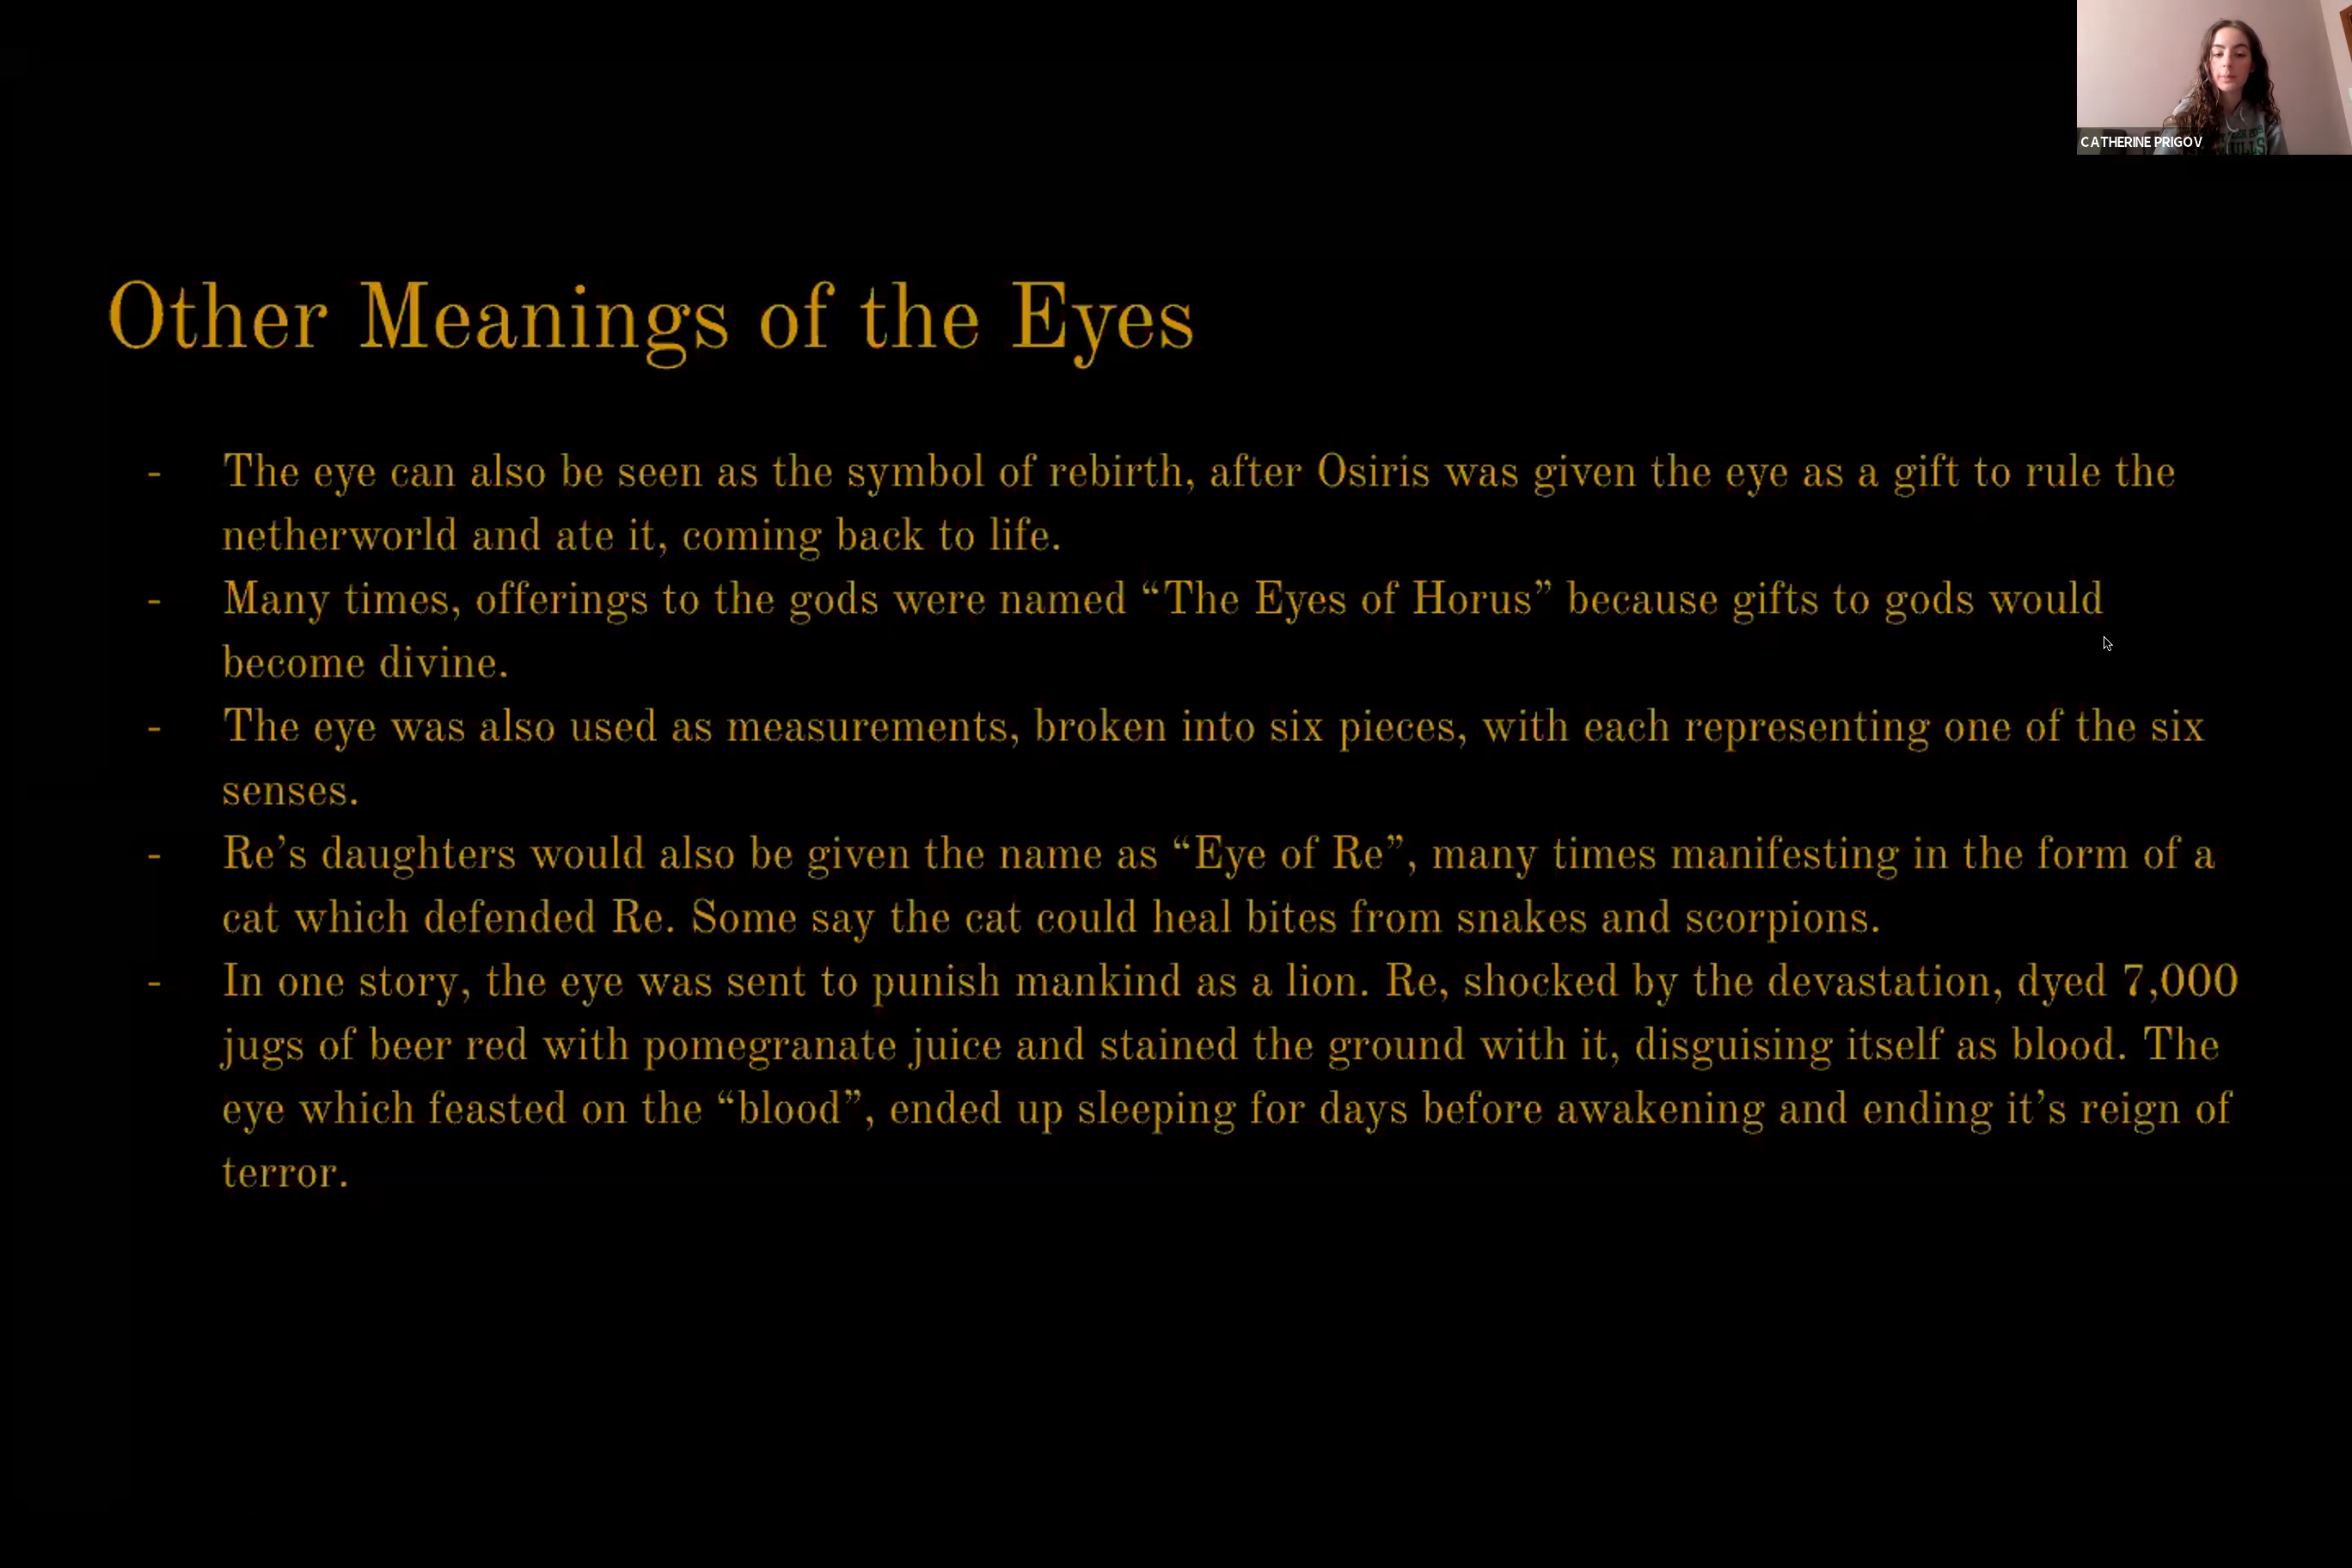 CATHERINE PRIGOV
Other Meanings of the Eyes
- The eye can also be seen as the symbol of rebirth, after Osiris was given the eye as a gift to rule the
netherworld and ate it, coming back to life.
- Many times, offerings to the gods were named “The Eyes of Horus” because gifts to gods would
become divine.
- The eye was also used as measurements, broken into six pieces, with each representing one of the six
senses.
- Re’s daughters would also be given the name as “Eye of Re”, many times manifesting in the form of a
cat which defended Re. Some say the cat could heal bites from snakes and scorpions.
- In one story, the eye was sent to punish mankind as a lion. Re, shocked by the devastation, dyed 7,000
jugs of beer red with pomegranate juice and stained the ground with it, disguising itself as blood. The
eye which feasted on the “blood”, ended up sleeping for days before awakening and ending it’s reign of
terror.